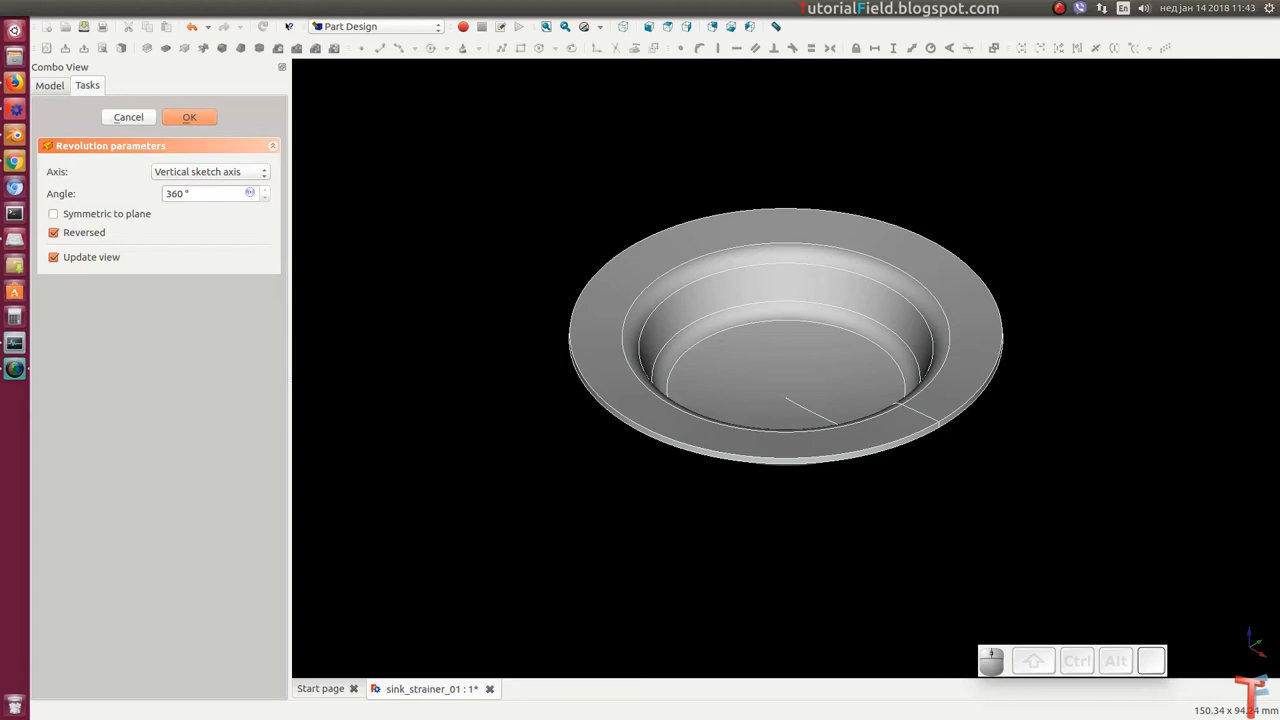 TutorialField.blogspot.com
En
нед јан 14 2018 11:43
Part Design
Combo View
Model
Tasks
Cancel
OK
Revolution parameters
Axis:
Vertical sketch axis
Angle:
360 °
Symmetric to plane
Reversed
Update view
Ctrl
Alt
Start page
sink_strainer_01 : 1*
150.34 x 94.24 mm